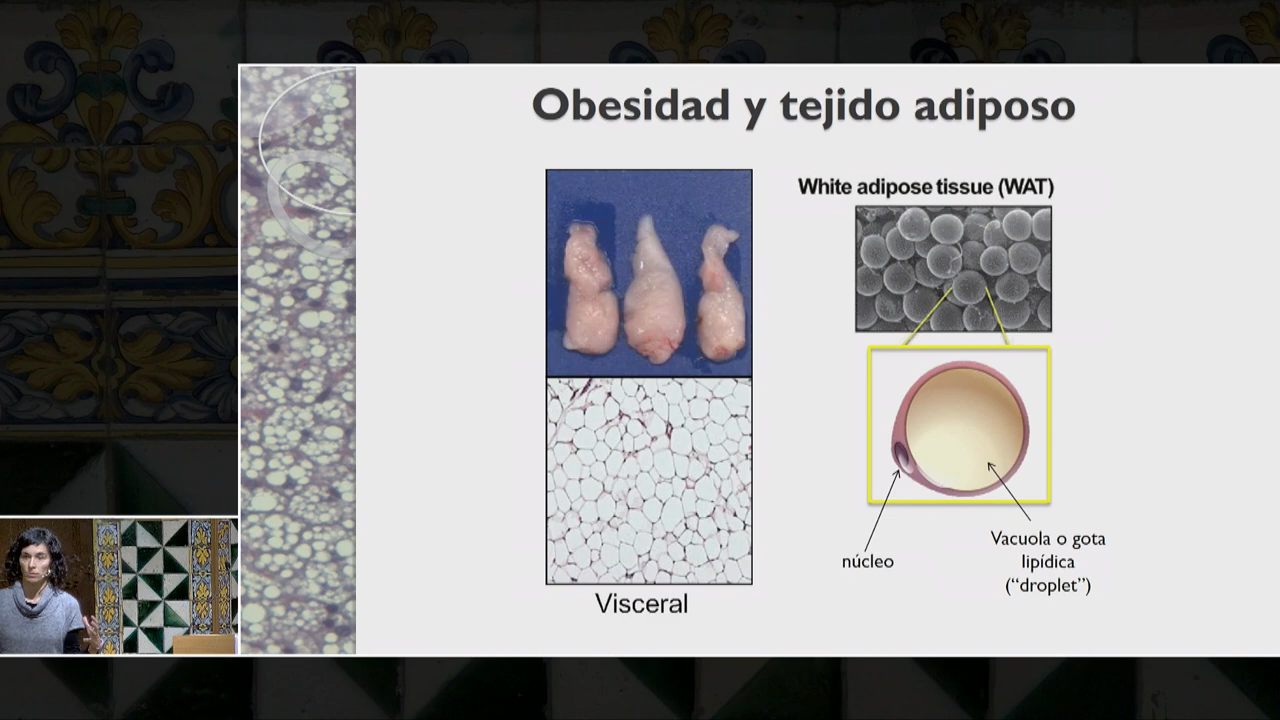 Obesidad y tejido adiposo
White adipose tissue (WAT)
núcleo
Vacuola o gota
lipídica
(“droplet”)
Visceral